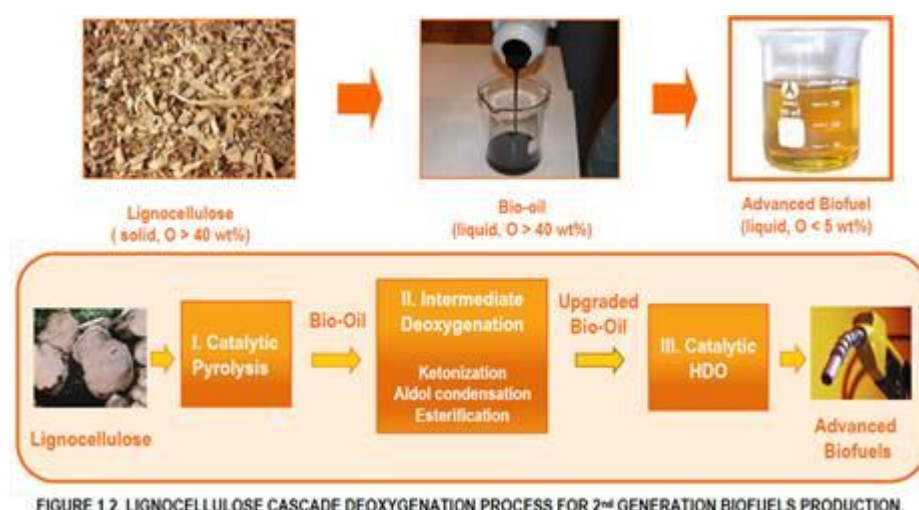 Lignocellulose
( solid, O > 40 wt%)
Bio-oil
(liquid, O > 40 wt%)
Advanced Biofuel
(liquid, O < 5 wt%)
I. Catalytic
Pyrolysis
Bio-Oil
II. Intermediate
Deoxygenation
Ketonization
Aldol condensation
Esterification
Upgraded
Bio-Oil
III. Catalytic
HDO
Lignocellulose
Advanced
Biofuels
FIGURE 1.2. LIGNOCELLULOSE CASCADE DEOXYGENATION PROCESS FOR 2nd GENERATION BIOFUELS PRODUCTION.